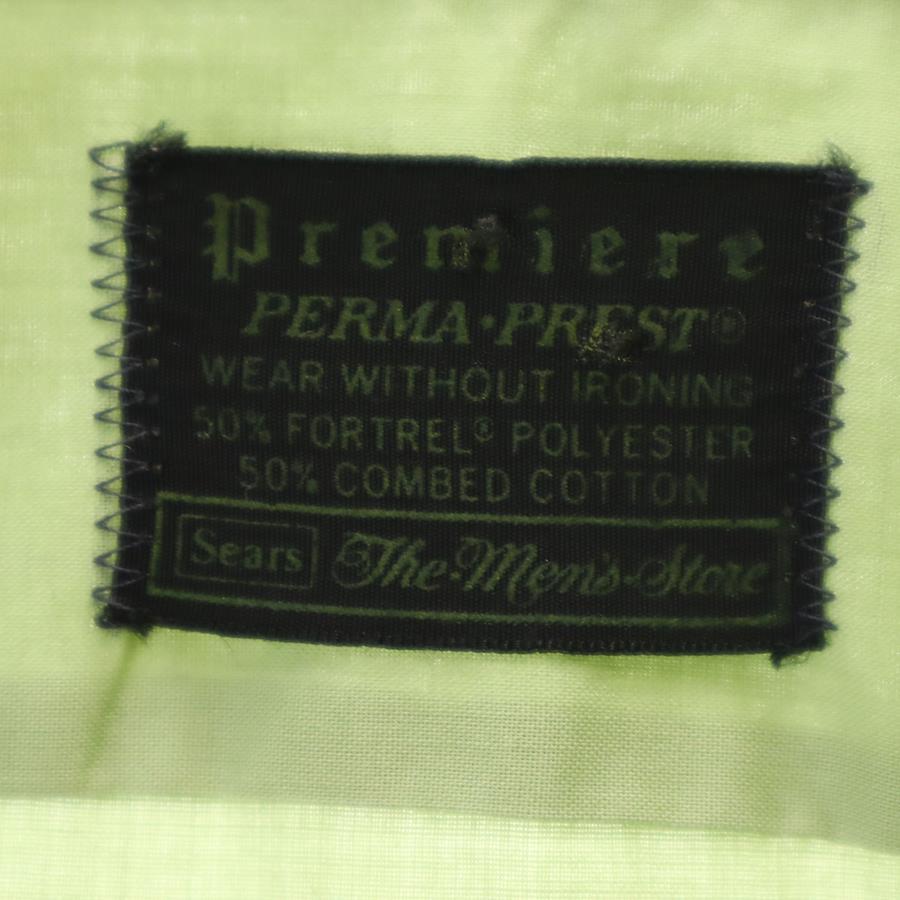 Premiere
PERMA·PREST®
WEAR WITHOUT IRONING
50% FORTREL® POLYESTER
50% COMBED COTTON
Sears The·Men's·Store